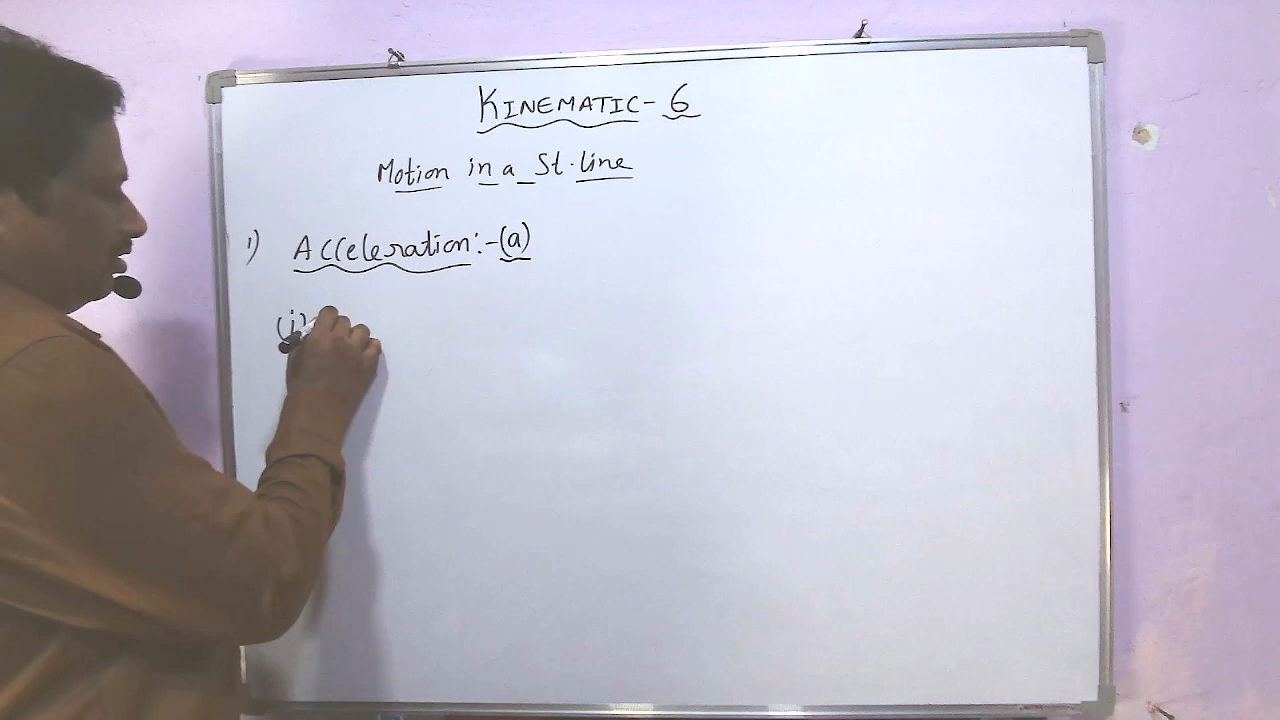 KINEMATIC-6
Motion in a St. line
1) Acceleration:-(a)
(i)